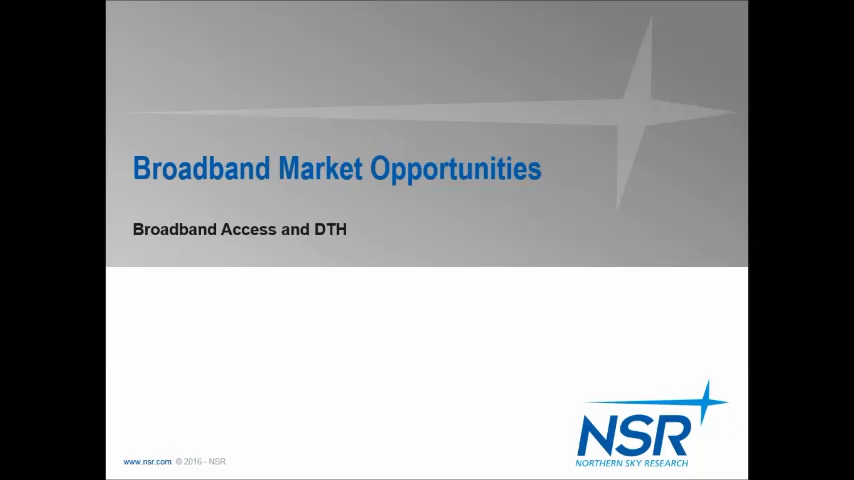 Broadband Market Opportunities
Broadband Access and DTH
NSR
NORTHERN SKY RESEARCH
www.nsr.com © 2016 - NSR